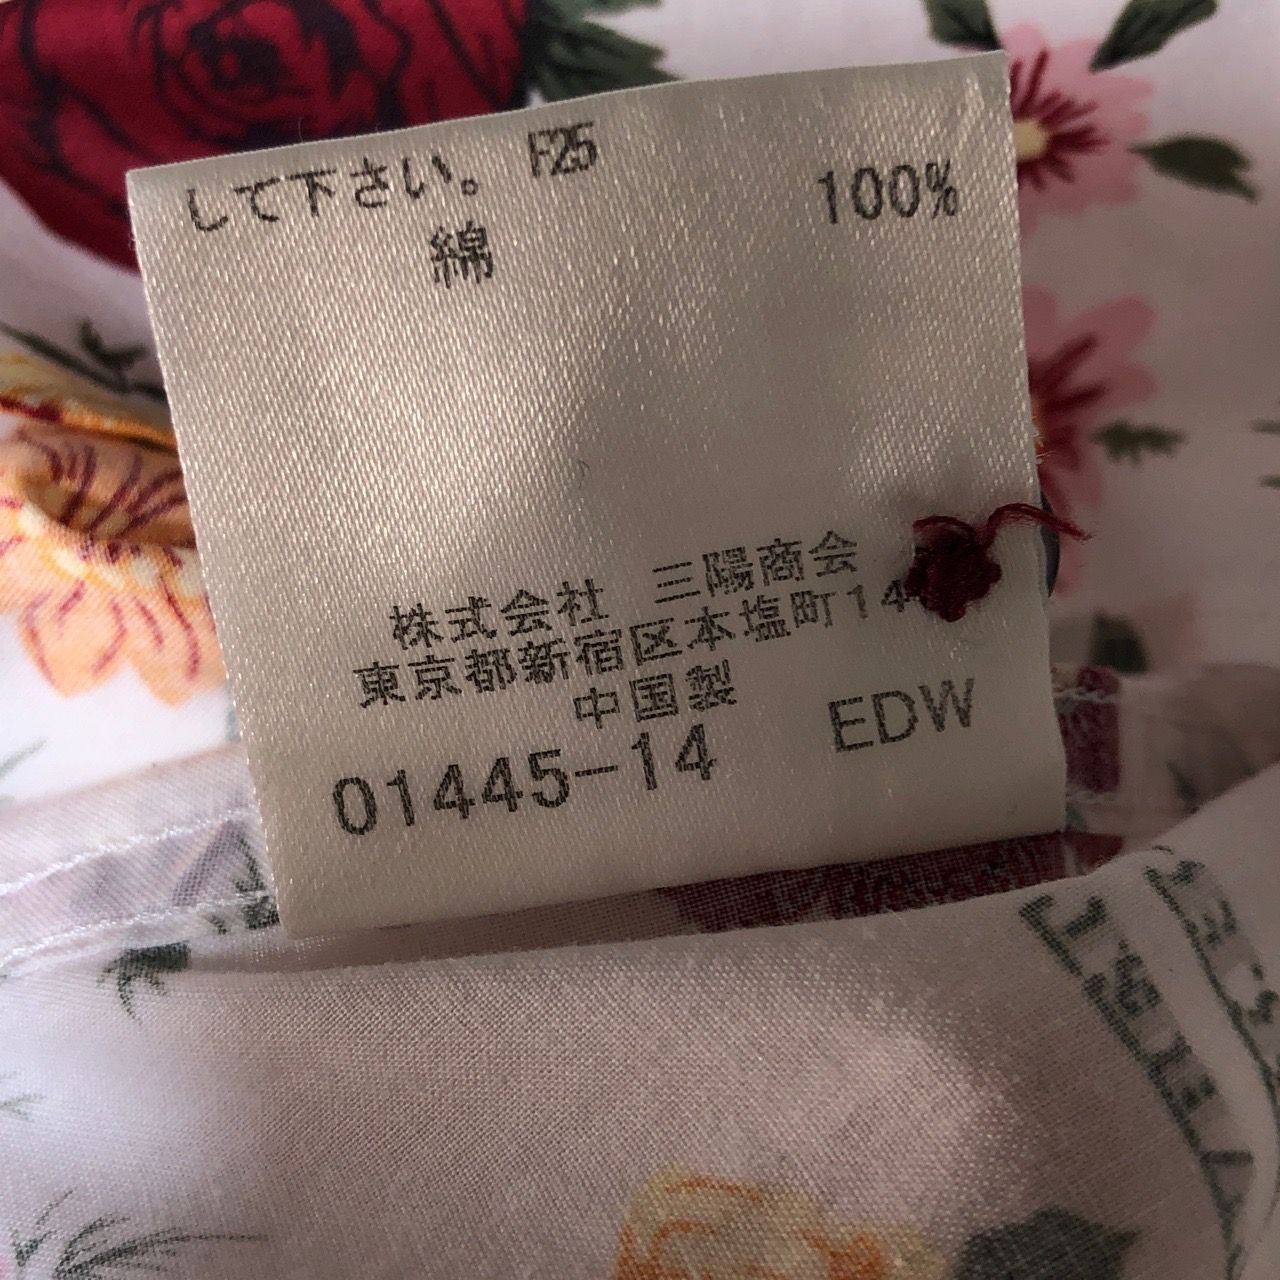 して下さい。 F25
綿 100%
株式会社 三陽商会
東京都新宿区本塩町14
中国製
01445-14 EDW